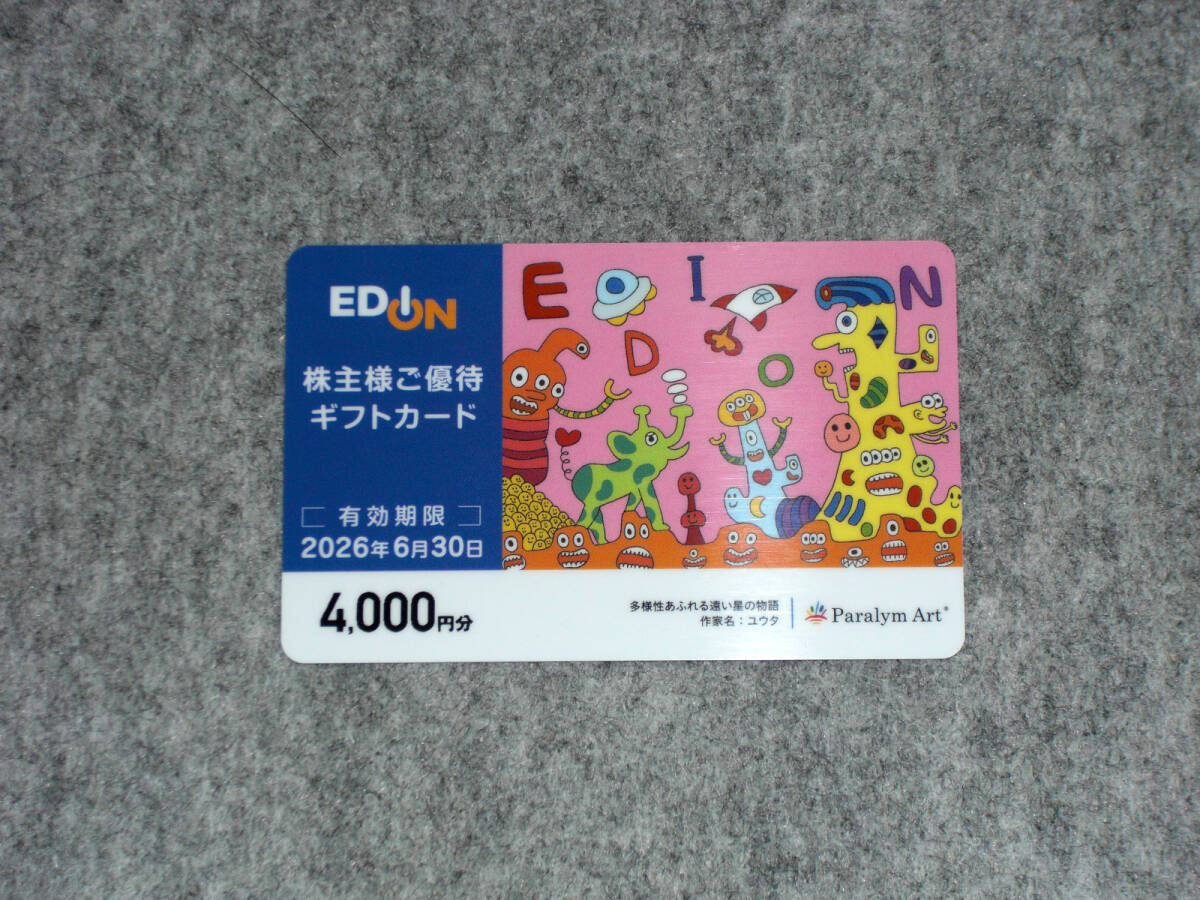 EDION
株主様ご優待
ギフトカード
有効期限
2026年6月30日
4,000円分
E D I O N
多様性あふれる遠い星の物語
作家名：ユウタ
Paralym Art®